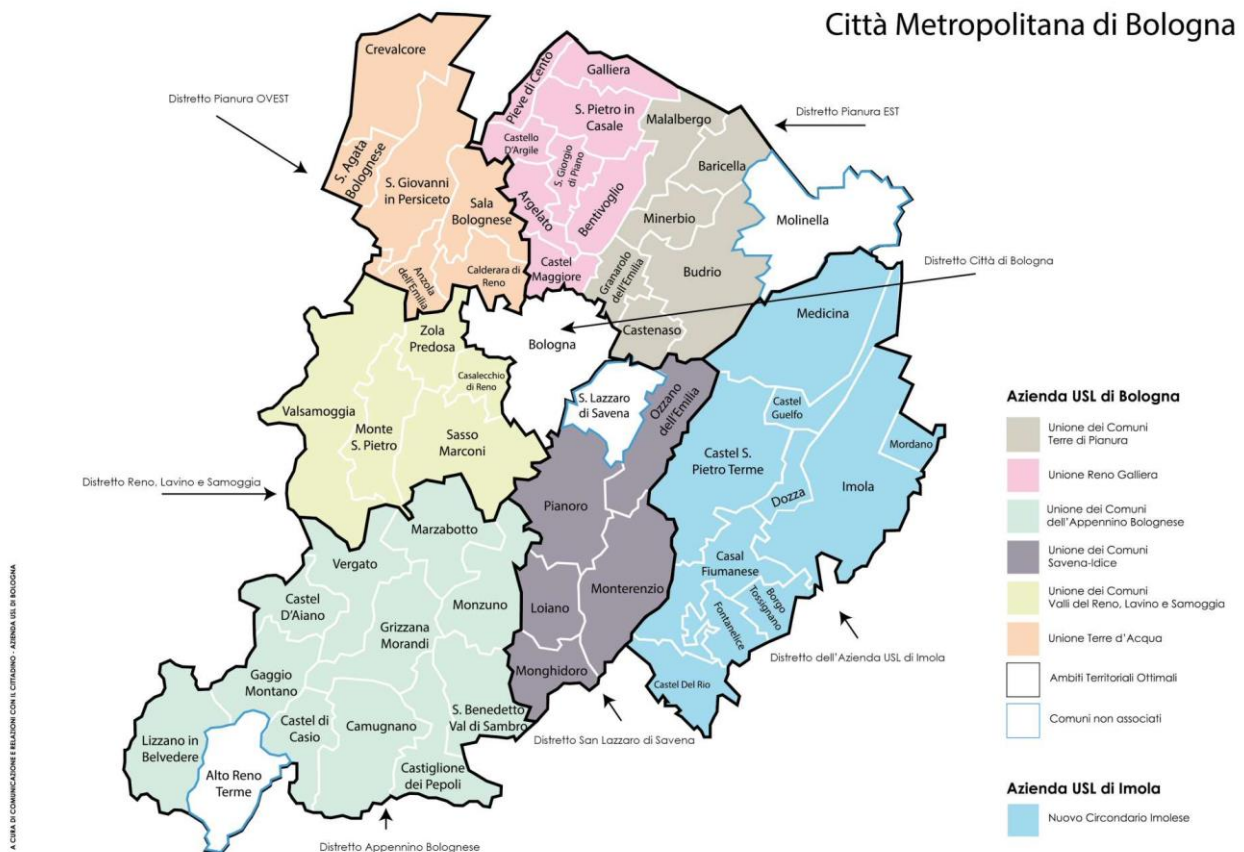 Città Metropolitana di Bologna
Crevalcore
Distretto Pianura OVEST
Pieve di Cento
Galliera
S. Pietro in
Casale
Malalbergo
Distretto Pianura EST
Castello
D'Argile
S. Giorgio
di Piano
Baricella
S. Agata
Bolognese
S. Giovanni
in Persiceto
Sala
Bolognese
Argelato
Bentivoglio
Minerbio
Molinella
Anzola
dell'Emilia
Calderara di
Reno
Castel
Maggiore
Granarolo
dell'Emilia
Budrio
Distretto Città di Bologna
Castenaso
Medicina
Zola
Predosa
Bologna
Casalecchio
di Reno
Valsamoggia
Monte
S. Pietro
Sasso
Marconi
S. Lazzaro
di Savena
Ozzano
dell'Emilia
Castel
Guelfo
Mordano
Castel S.
Pietro Terme
Dozza
Imola
Distretto Reno, Lavino e Samoggia
Pianoro
Marzabotto
Vergato
Casal
Fiumanese
Monterenzio
Borgo
Tossignano
Fontanelice
Castel
D'Aiano
Monzuno
Loiano
Grizzana
Morandi
Distretto dell'Azienda USL di Imola
Gaggio
Montano
Monghidoro
Castel Del Rio
S. Benedetto
Val di Sambro
Castel di
Casio
Camugnano
Distretto San Lazzaro di Savena
Lizzano in
Belvedere
Alto Reno
Terme
Castiglione
dei Pepoli
Distretto Appennino Bolognese
Azienda USL di Bologna
Unione dei Comuni
Terre di Pianura
Unione Reno Galliera
Unione dei Comuni
dell'Appennino Bolognese
Unione dei Comuni
Savena-Idice
Unione dei Comuni
Valli del Reno, Lavino e Samoggia
Unione Terre d'Acqua
Ambiti Territoriali Ottimali
Comuni non associati
Azienda USL di Imola
Nuovo Circondario Imolese
A CURA DI COMUNICAZIONE E RELAZIONI CON IL CITTADINO - AZIENDA USL DI BOLOGNA